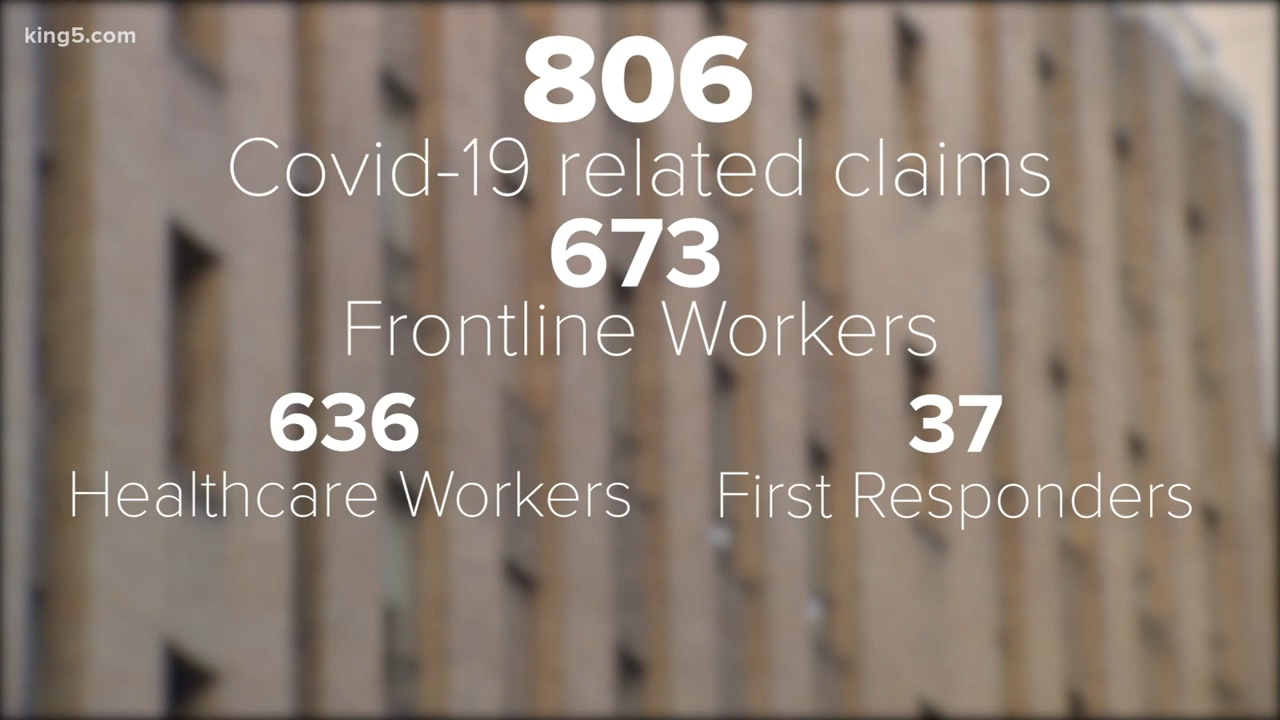 king5.com
806
Covid-19 related claims
673
Frontline Workers
636
Healthcare Workers
37
First Responders